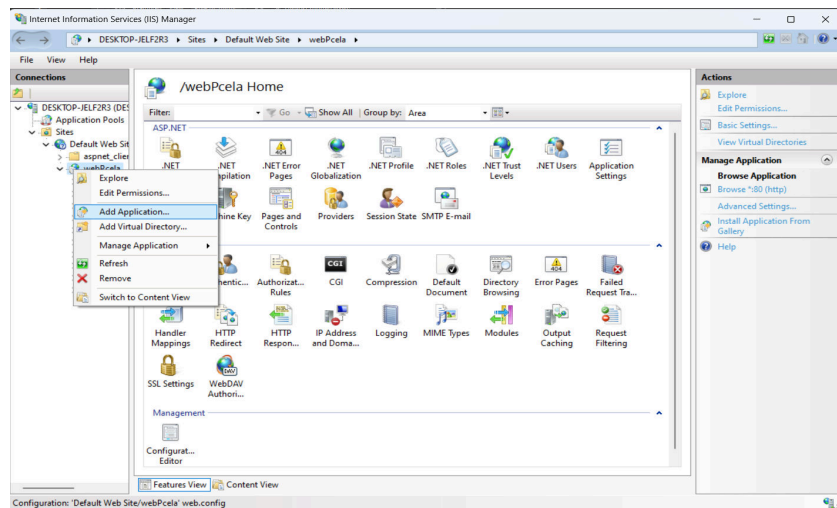 Internet Information Services (IIS) Manager
DESKTOP-JELF2R3 Sites Default Web Site webPcela
File View Help
Connections
DESKTOP-JELF2R3 (DES
Application Pools
Sites
Default Web Sit
aspnet_clier
webPcela
Explore
Edit Permissions...
Add Application...
Add Virtual Directory...
Manage Application
Refresh
Remove
Switch to Content View
/webPcela Home
Filter: Go Show All Group by: Area
ASP.NET
.NET .NET .NET Error .NET .NET Profile .NET Roles .NET Trust .NET Users Application
pilation Pages Globalization Levels Settings
hine Key Pages and Providers Session State SMTP E-mail
Controls
hentic... Authorizat... CGI Compression Default Directory Error Pages Failed
Rules Document Browsing Request Tra...
Handler HTTP HTTP IP Address Logging MIME Types Modules Output Request
Mappings Redirect Respon... and Doma... Caching Filtering
SSL Settings WebDAV
Authori...
Management
Configurat...
Editor
Features View Content View
Actions
Explore
Edit Permissions...
Basic Settings...
View Virtual Directories
Manage Application
Browse Application
Browse *:80 (http)
Advanced Settings...
Install Application From
Gallery
Help
Configuration: 'Default Web Site/webPcela' web.config